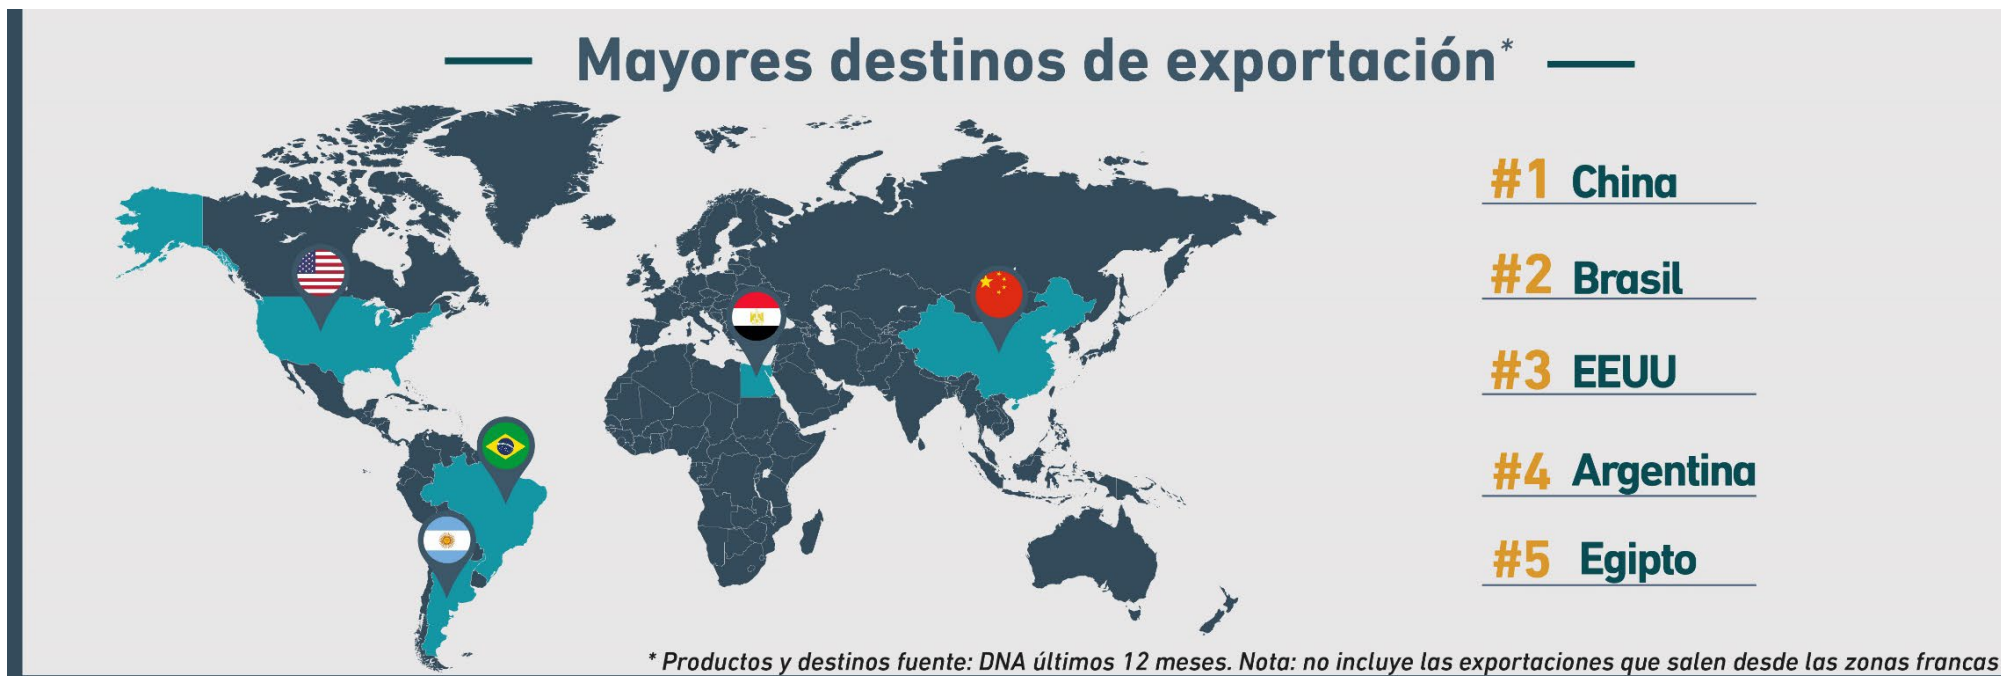 Mayores destinos de exportación*
#1 China
#2 Brasil
#3 EEUU
#4 Argentina
#5 Egipto
* Productos y destinos fuente: DNA últimos 12 meses. Nota: no incluye las exportaciones que salen desde las zonas francas